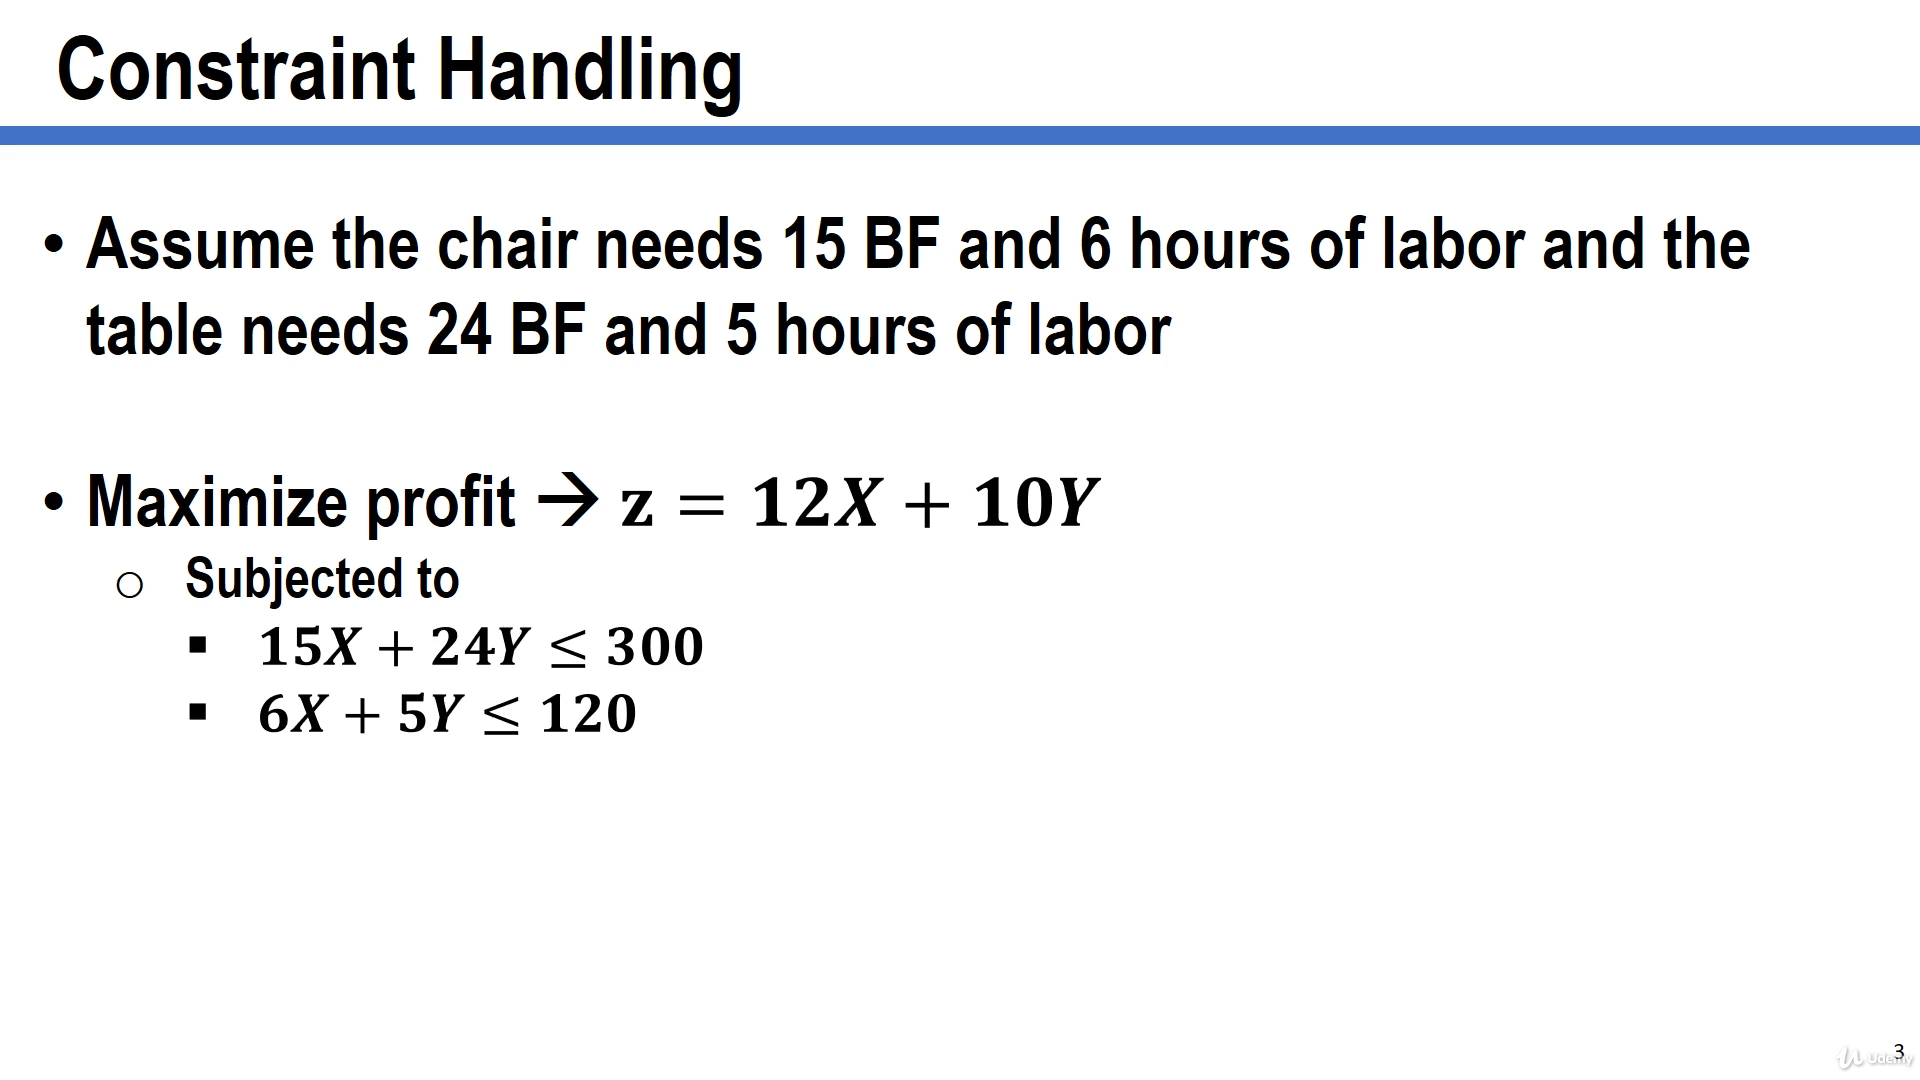 Constraint Handling
• Assume the chair needs 15 BF and 6 hours of labor and the
table needs 24 BF and 5 hours of labor
• Maximize profit → z = 12X + 10Y
o Subjected to
▪ 15X + 24Y ≤ 300
▪ 6X + 5Y ≤ 120
3
Udemy